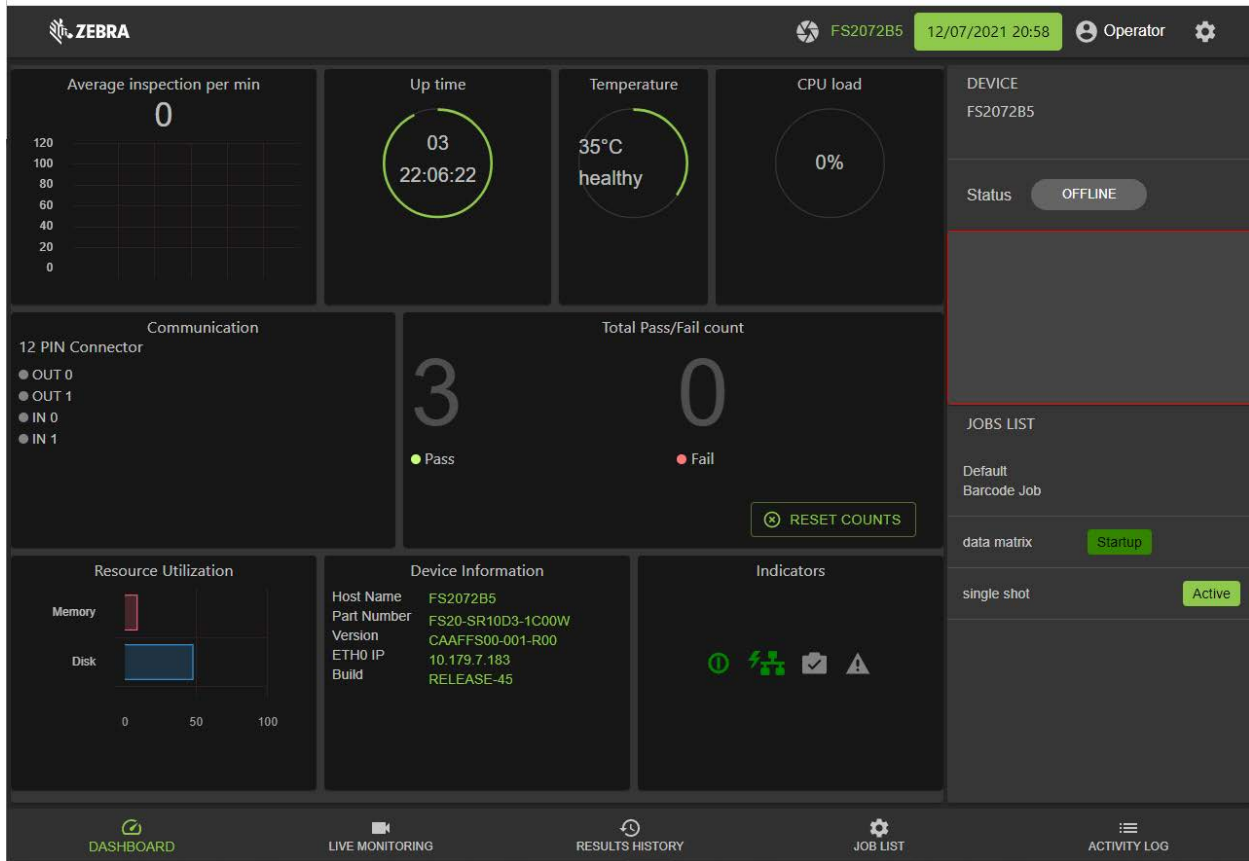 ZEBRA
FS2072B5
12/07/2021 20:58
Operator
Average inspection per min
0
120
100
80
60
40
20
0
Up time
03
22:06:22
Temperature
35°C
healthy
CPU load
0%
DEVICE
FS2072B5
Status
OFFLINE
Communication
12 PIN Connector
OUT 0
OUT 1
IN 0
IN 1
Total Pass/Fail count
3
0
Pass
Fail
RESET COUNTS
JOBS LIST
Default
Barcode Job
data matrix
Startup
single shot
Active
Resource Utilization
Memory
Disk
0 50 100
Device Information
Host Name FS2072B5
Part Number FS20-SR10D3-1C00W
Version CAAFFS00-001-R00
ETH0 IP 10.179.7.183
Build RELEASE-45
Indicators
DASHBOARD
LIVE MONITORING
RESULTS HISTORY
JOB LIST
ACTIVITY LOG